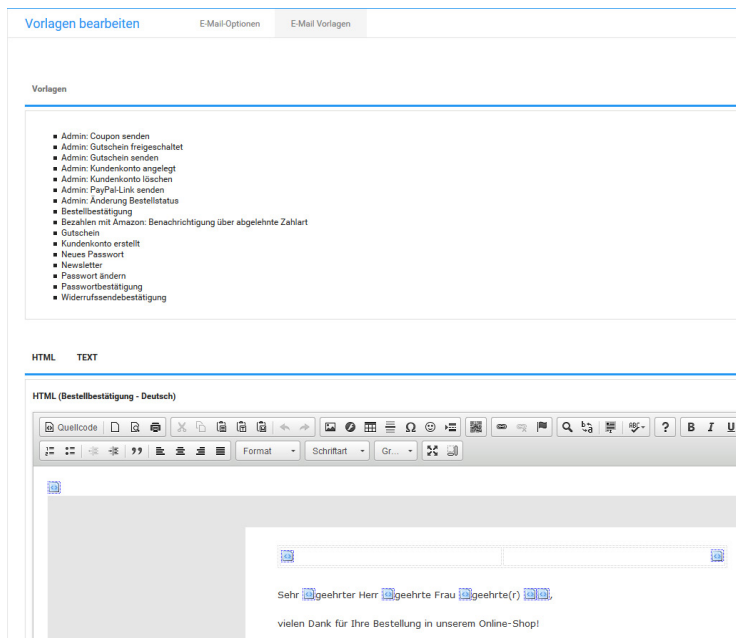 Vorlagen bearbeiten E-Mail-Optionen E-Mail Vorlagen
Vorlagen
Admin: Coupon senden
Admin: Gutschein freigeschaltet
Admin: Gutschein senden
Admin: Kundenkonto angelegt
Admin: Kundenkonto löschen
Admin: PayPal-Link senden
Admin: Änderung Bestellstatus
Bestellbestätigung
Bezahlen mit Amazon: Benachrichtigung über abgelehnte Zahlart
Gutschein
Kundenkonto erstellt
Neues Passwort
Newsletter
Passwort ändern
Passwortbestätigung
Widerrufssendebestätigung
HTML TEXT
HTML (Bestellbestätigung - Deutsch)
Quellcode Ω ABC ? B I U
Format Schriftart Gr...
Sehr geehrter Herr geehrte Frau geehrte(r) ,
vielen Dank für Ihre Bestellung in unserem Online-Shop!